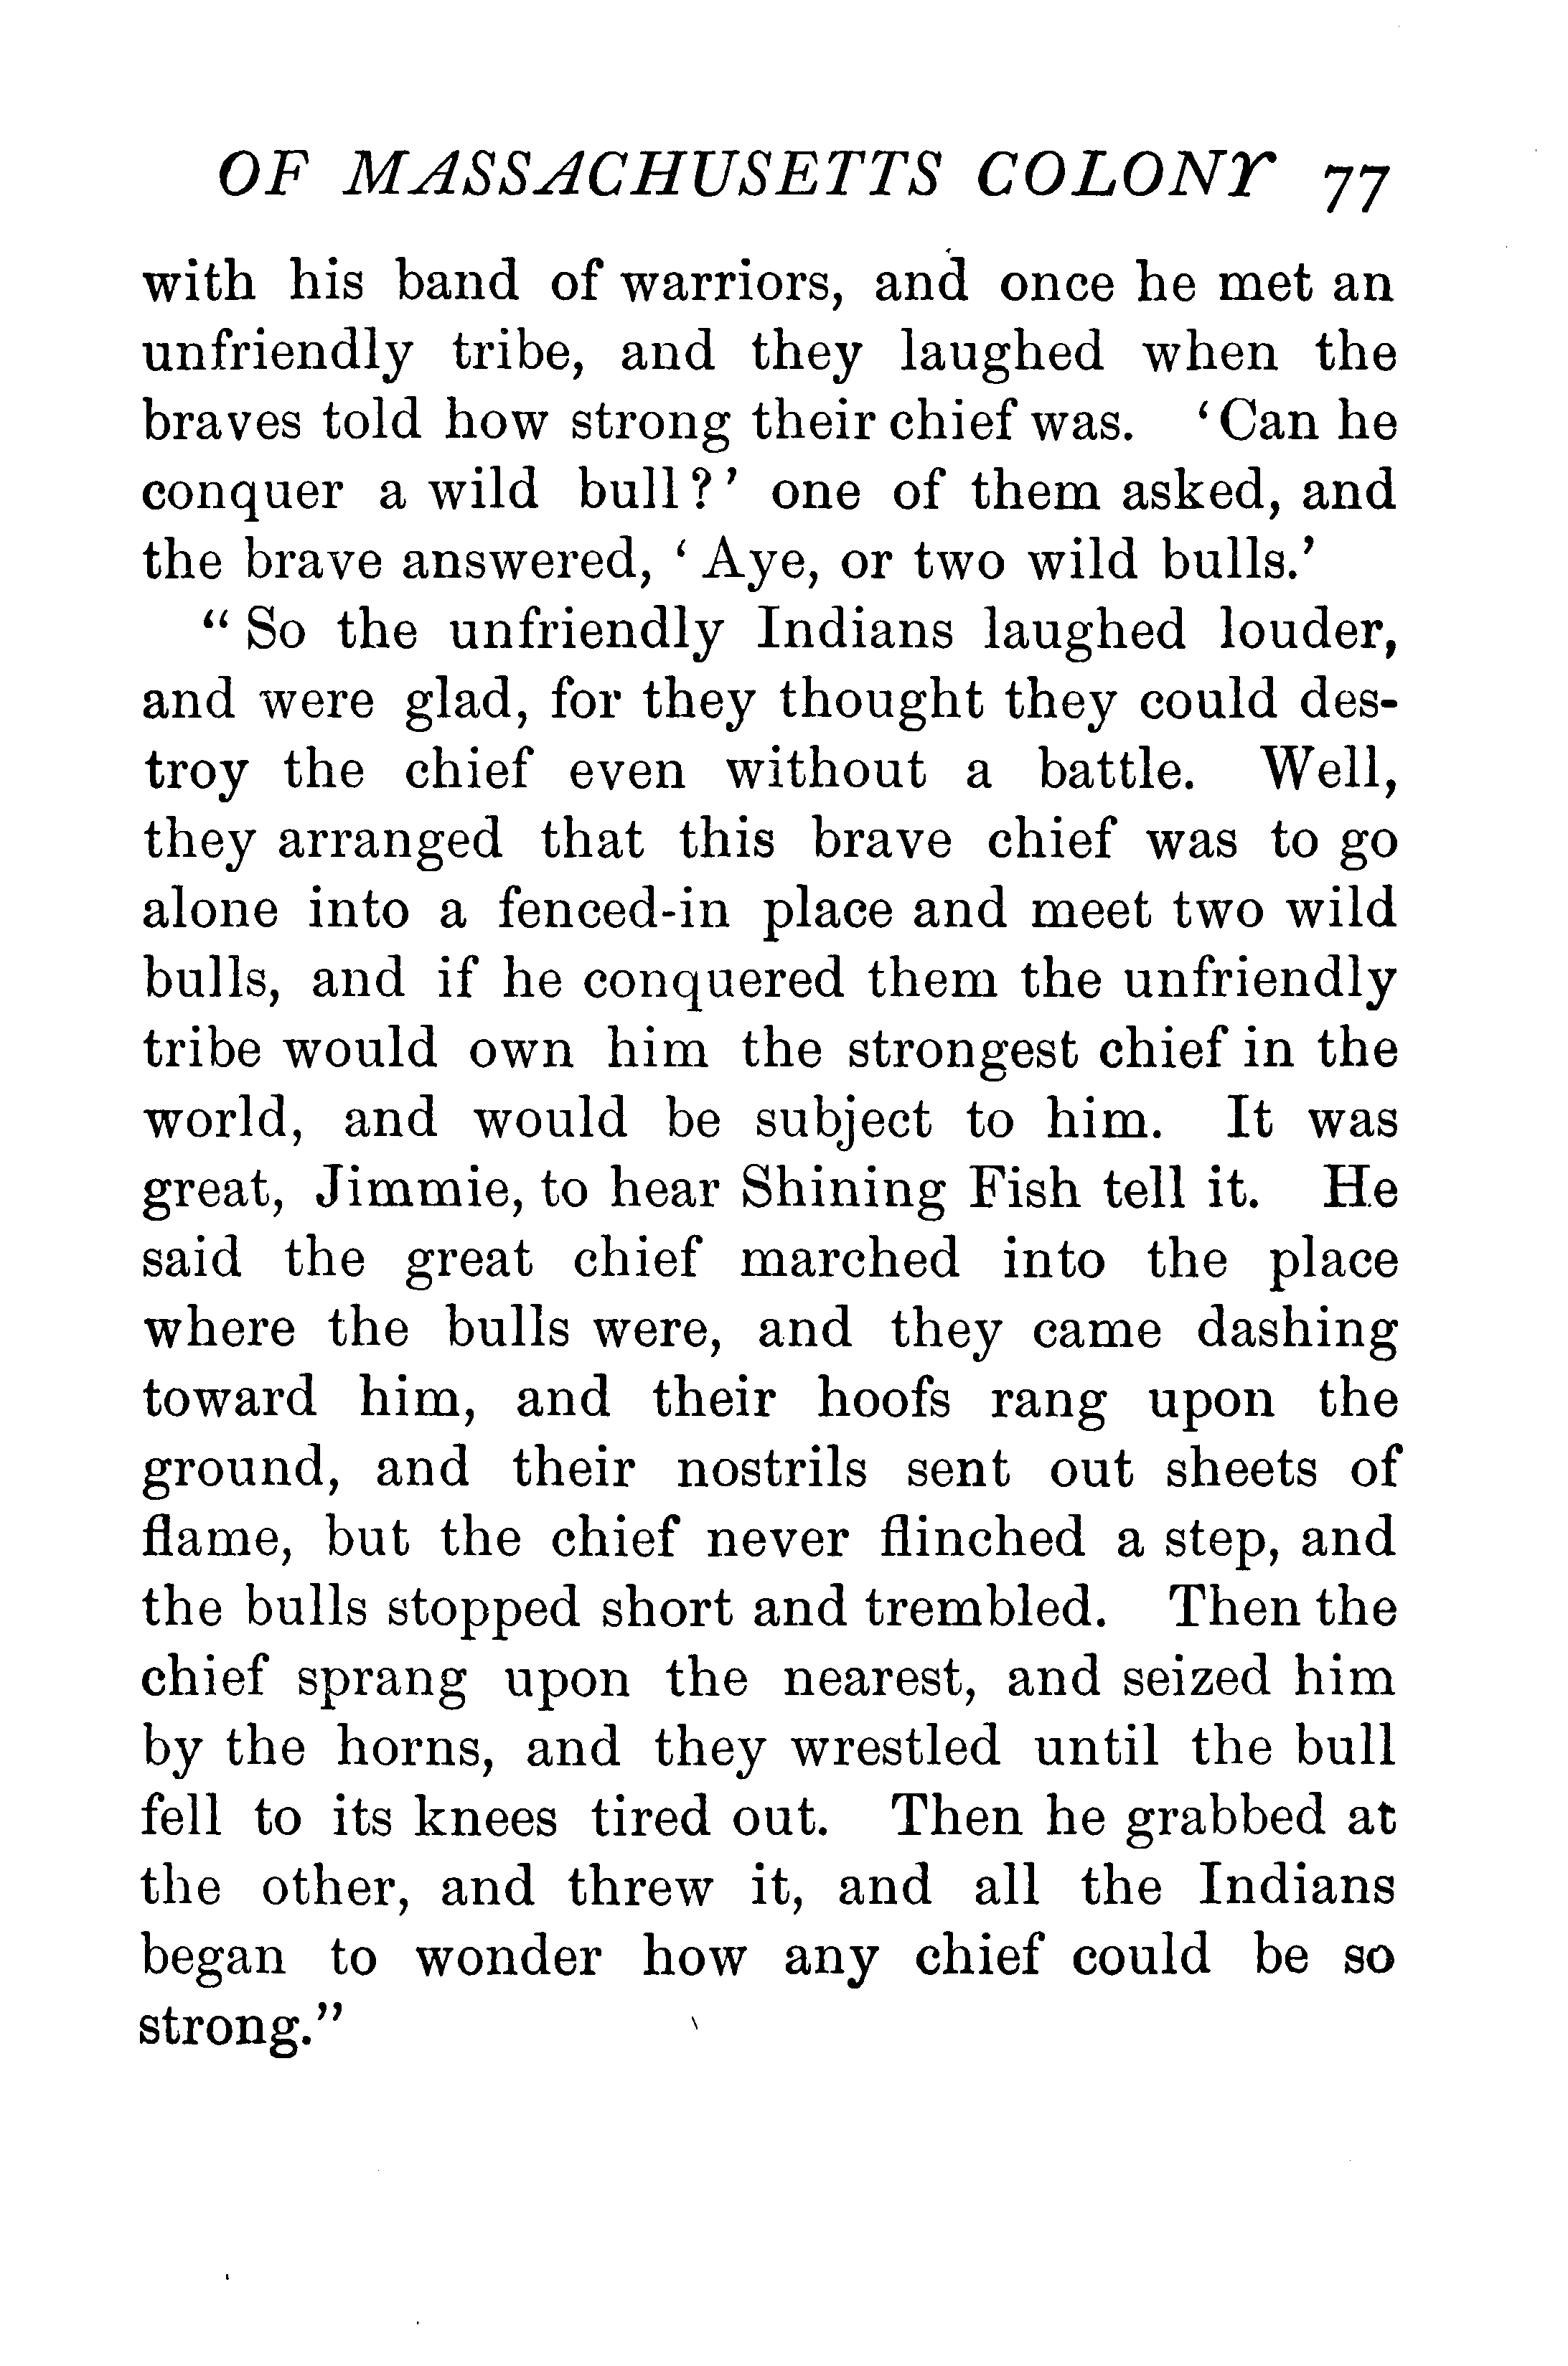 OF MASSACHUSETTS COLONY 77
with his band of warriors, and once he met an
unfriendly tribe, and they laughed when the
braves told how strong their chief was. ‘Can he
conquer a wild bull?’ one of them asked, and
the brave answered, ‘Aye, or two wild bulls.’
“So the unfriendly Indians laughed louder,
and were glad, for they thought they could des-
troy the chief even without a battle. Well,
they arranged that this brave chief was to go
alone into a fenced-in place and meet two wild
bulls, and if he conquered them the unfriendly
tribe would own him the strongest chief in the
world, and would be subject to him. It was
great, Jimmie, to hear Shining Fish tell it. He
said the great chief marched into the place
where the bulls were, and they came dashing
toward him, and their hoofs rang upon the
ground, and their nostrils sent out sheets of
flame, but the chief never flinched a step, and
the bulls stopped short and trembled. Then the
chief sprang upon the nearest, and seized him
by the horns, and they wrestled until the bull
fell to its knees tired out. Then he grabbed at
the other, and threw it, and all the Indians
began to wonder how any chief could be so
strong.”